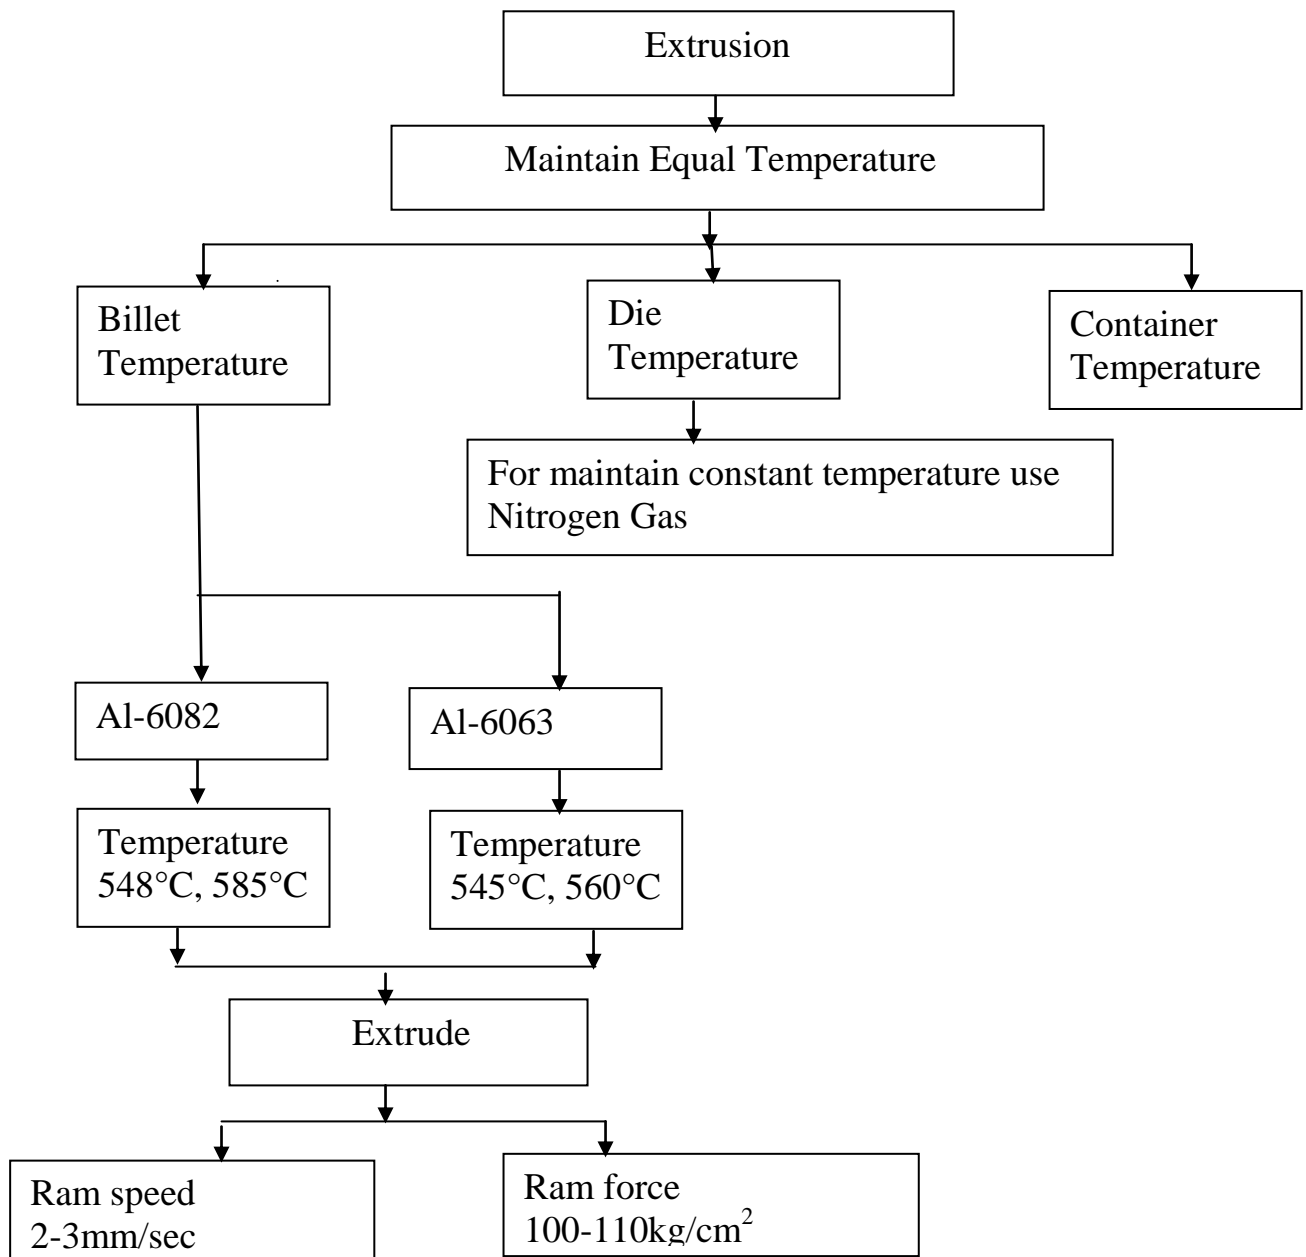 Extrusion
Maintain Equal Temperature
Billet
Temperature
Die
Temperature
Container
Temperature
For maintain constant temperature use
Nitrogen Gas
Al-6082
Al-6063
Temperature
548°C, 585°C
Temperature
545°C, 560°C
Extrude
Ram speed
2-3mm/sec
Ram force
100-110kg/cm²